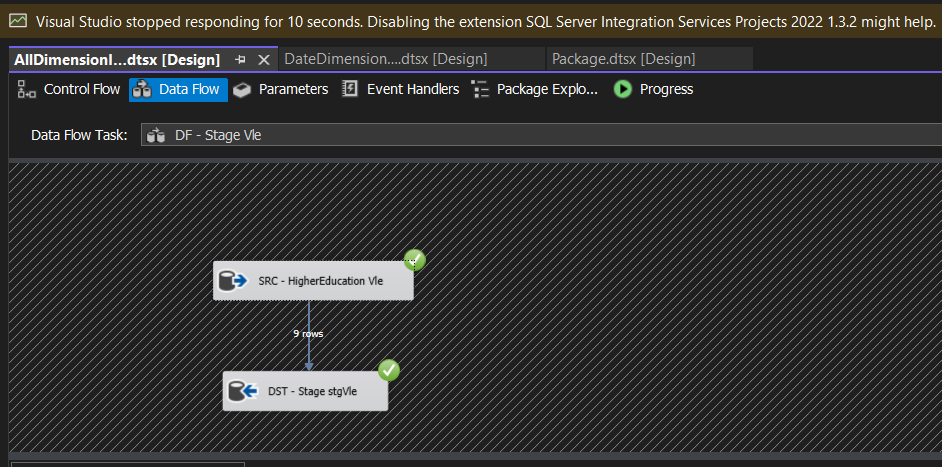 Visual Studio stopped responding for 10 seconds. Disabling the extension SQL Server Integration Services Projects 2022 1.3.2 might help.
AllDimensionI...dtsx [Design] DateDimension....dtsx [Design] Package.dtsx [Design]
Control Flow Data Flow Parameters Event Handlers Package Explo... Progress
Data Flow Task: DF - Stage Vle
SRC - HigherEducation Vle
9 rows
DST - Stage stgVle